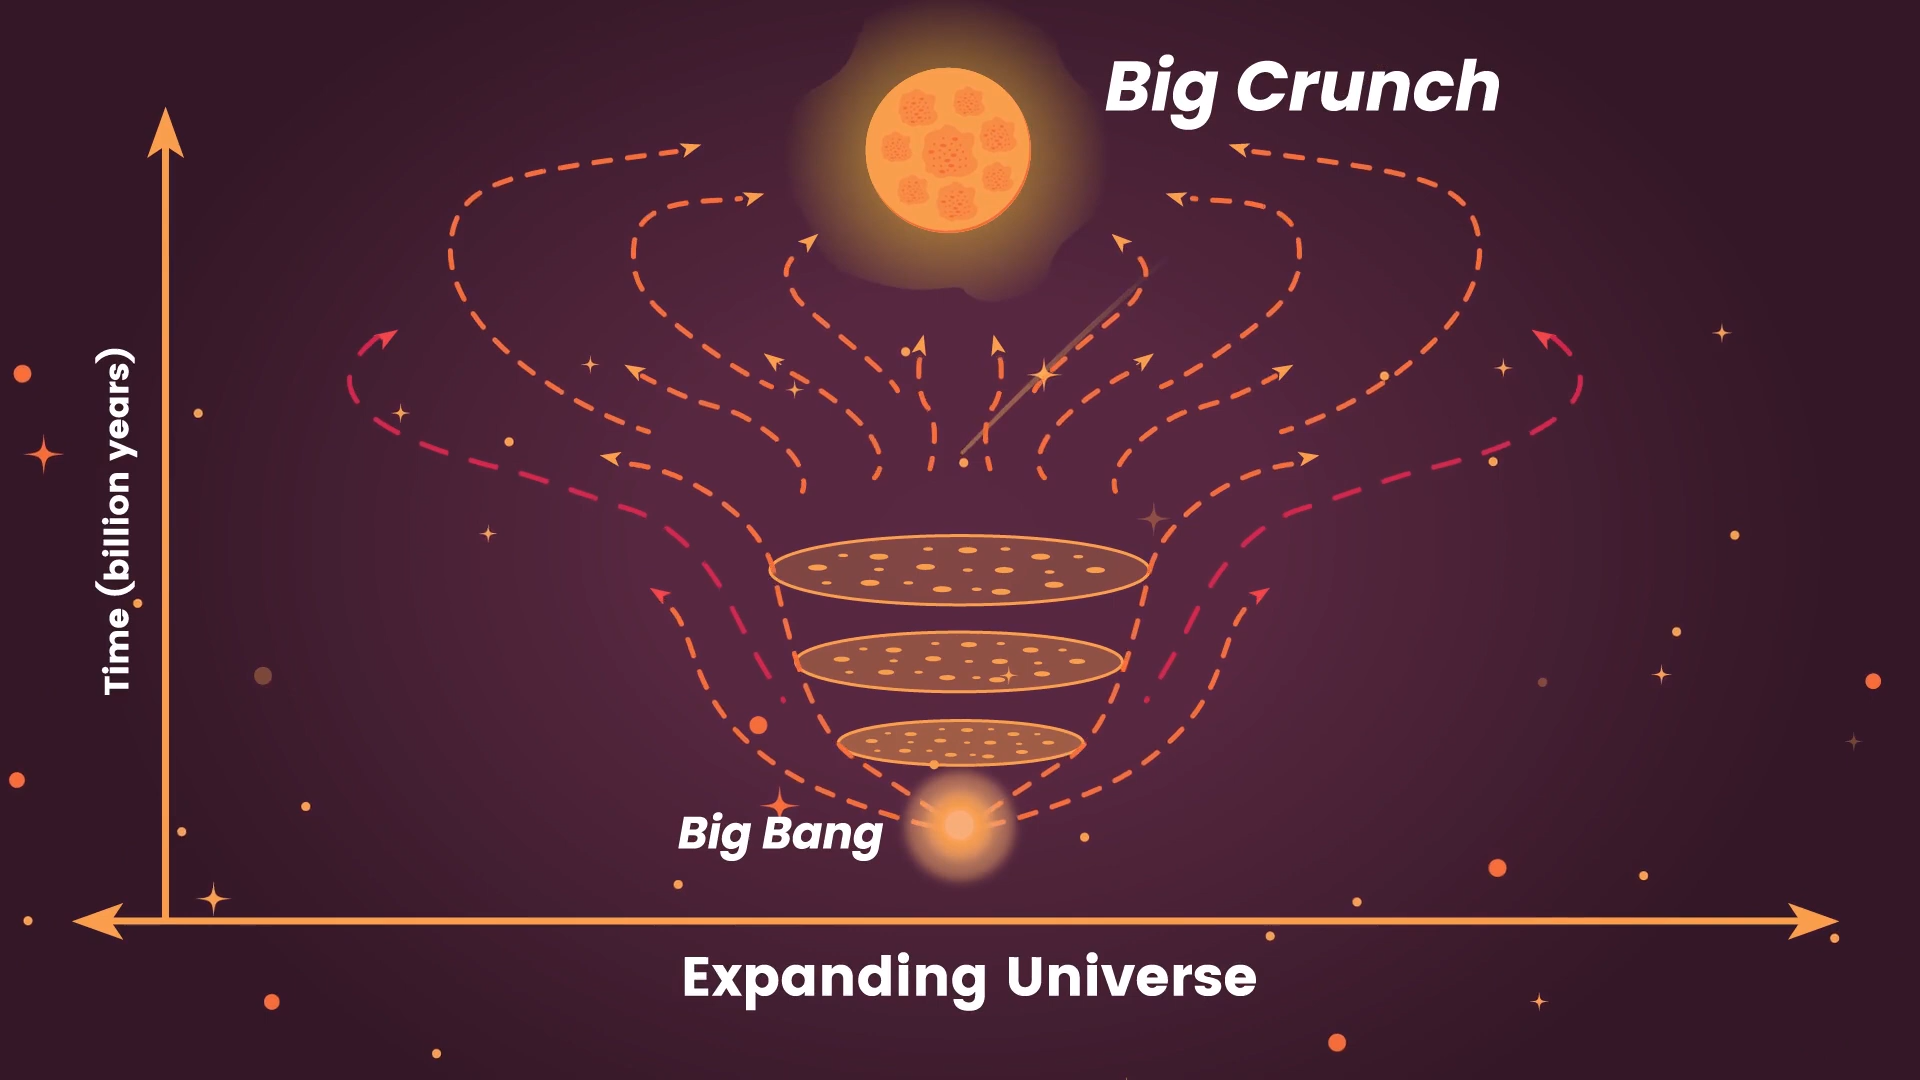 Big Crunch
Time (billion years)
Big Bang
Expanding Universe